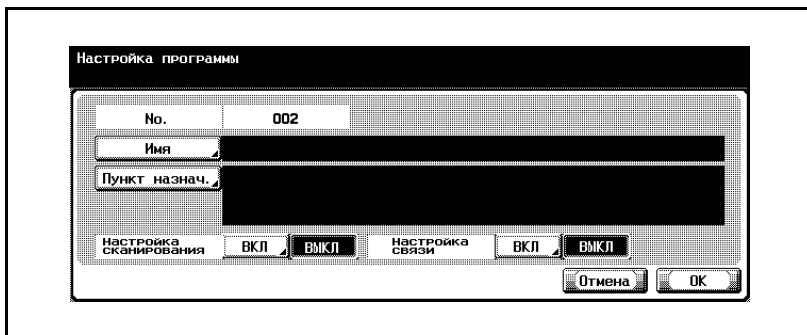 Настройка программы
No. 002
Имя
Пункт назнач.
Настройка сканирования ВКЛ ВЫКЛ Настройка связи ВКЛ ВЫКЛ
Отмена OK